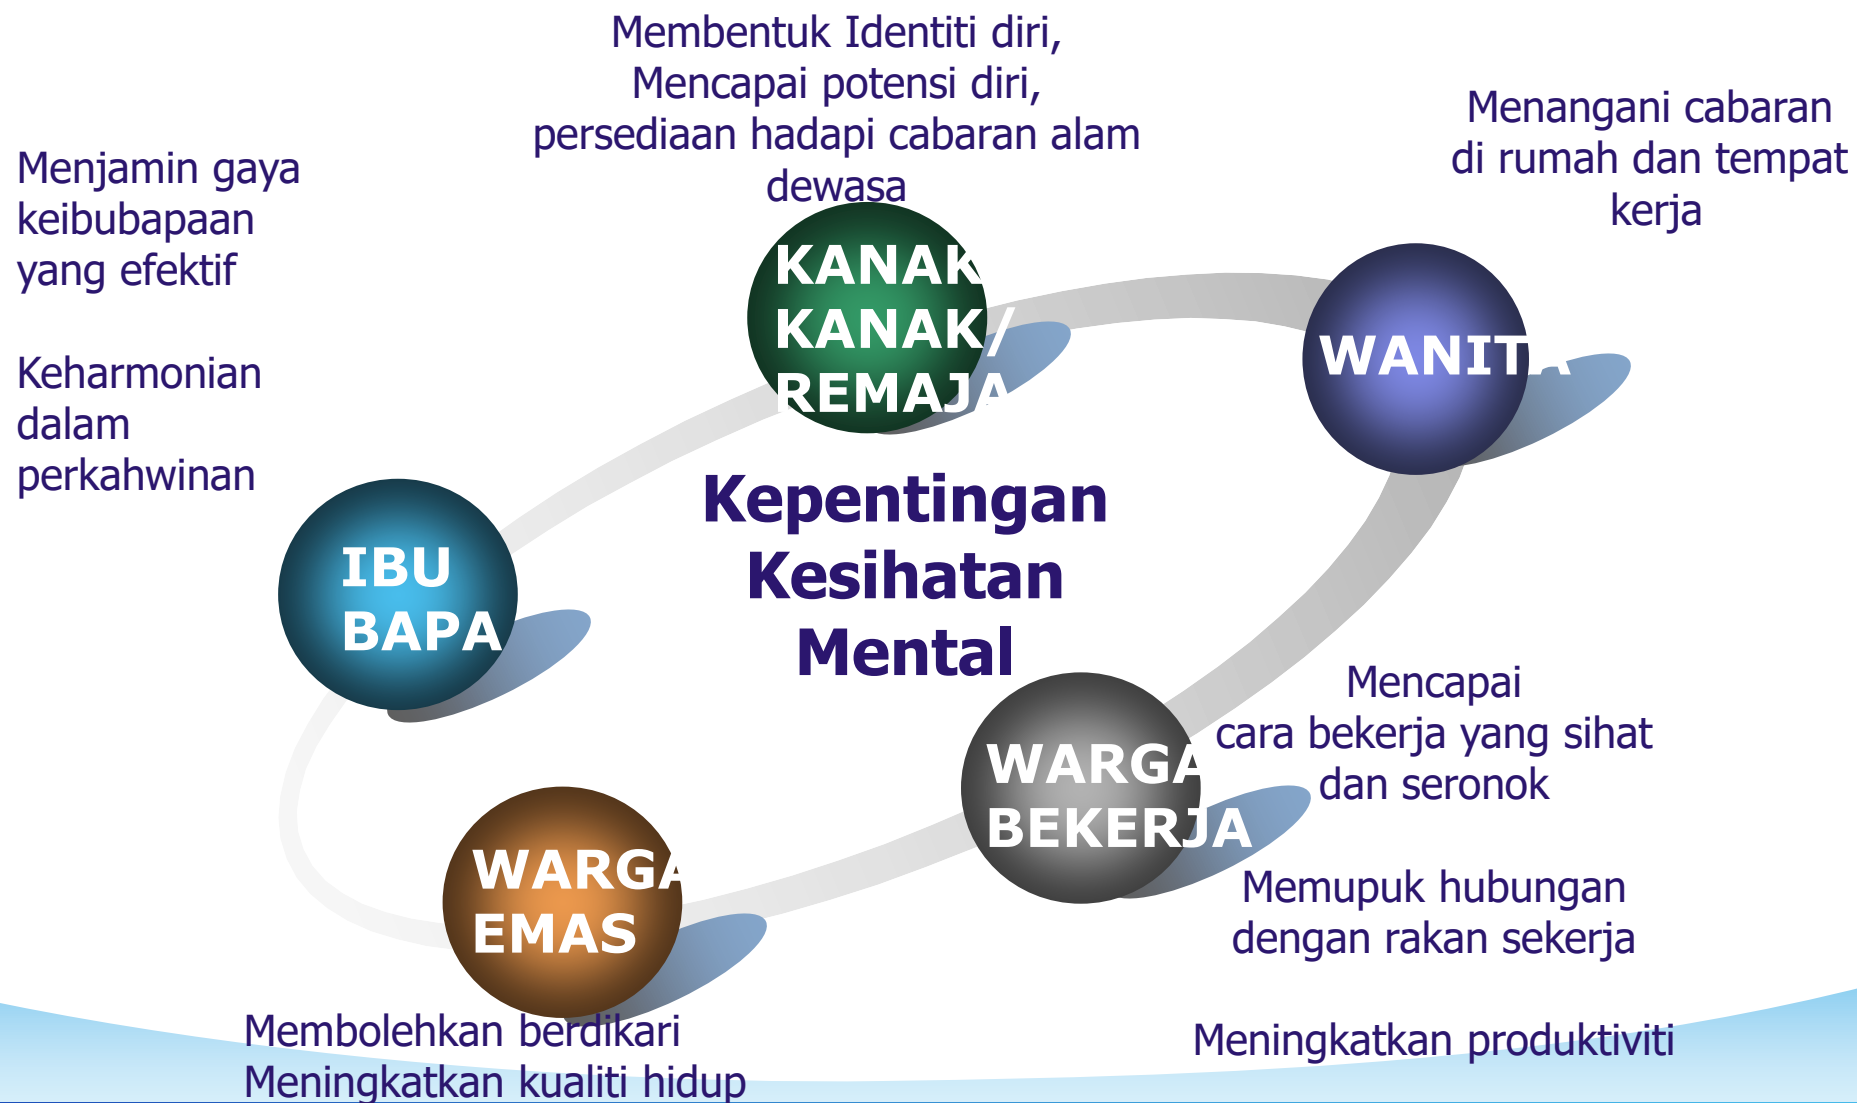 Membentuk Identiti diri,
Mencapai potensi diri,
persediaan hadapi cabaran alam
dewasa
Menangani cabaran
di rumah dan tempat
kerja
Menjamin gaya
keibubapaan
yang efektif
Keharmonian
dalam
perkahwinan
KANAK
KANAK/
REMAJA
WANITA
Kepentingan
Kesihatan
Mental
IBU
BAPA
WARGA
BEKERJA
Mencapai
cara bekerja yang sihat
dan seronok
Memupuk hubungan
dengan rakan sekerja
Meningkatkan produktiviti
WARGA
EMAS
Membolehkan berdikari
Meningkatkan kualiti hidup